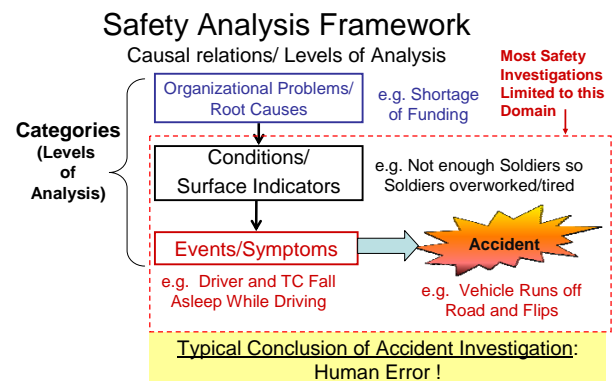 Safety Analysis Framework
Causal relations/ Levels of Analysis
Most Safety
Investigations
Limited to this
Domain
Organizational Problems/
Root Causes
e.g. Shortage
of Funding
Categories
(Levels
of
Analysis)
Conditions/
Surface Indicators
e.g. Not enough Soldiers so
Soldiers overworked/tired
Events/Symptoms
Accident
e.g. Driver and TC Fall
Asleep While Driving
e.g. Vehicle Runs off
Road and Flips
Typical Conclusion of Accident Investigation:
Human Error !